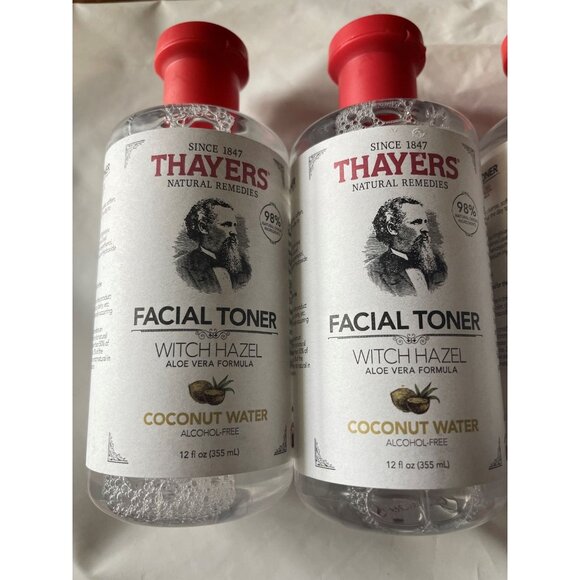 SINCE 1847
THAYERS
NATURAL REMEDIES
98%
FACIAL TONER
WITCH HAZEL
ALOE VERA FORMULA
COCONUT WATER
ALCOHOL-FREE
12 fl oz (355 mL)
SINCE 1847
THAYERS
NATURAL REMEDIES
98%
FACIAL TONER
WITCH HAZEL
ALOE VERA FORMULA
COCONUT WATER
ALCOHOL-FREE
12 fl oz (355 mL)